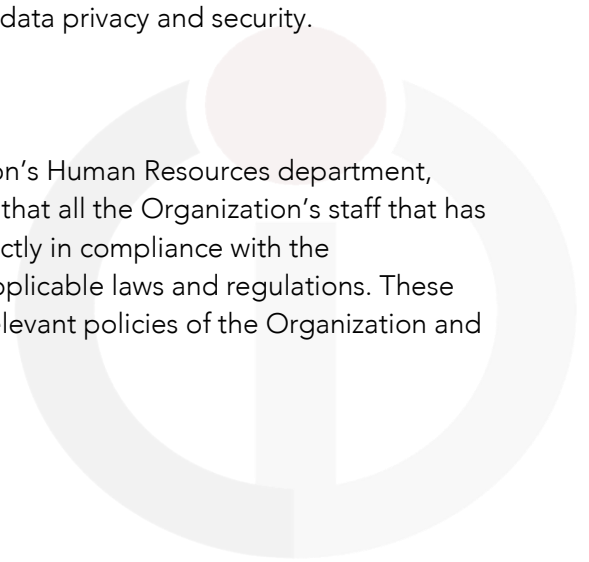 data privacy and security.
on's Human Resources department,
that all the Organization's staff that has
ctly in compliance with the
pplicable laws and regulations. These
elevant policies of the Organization and